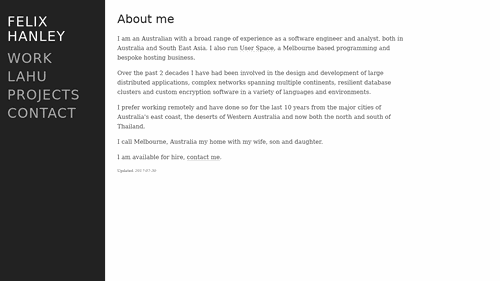 FELIX
HANLEY
WORK
LAHU
PROJECTS
CONTACT
About me
I am an Australian with a broad range of experience as a software engineer and analyst, both in
Australia and South East Asia. I also run User Space, a Melbourne based programming and
bespoke hosting business.
Over the past 2 decades I have had been involved in the design and development of large
distributed applications, complex networks spanning multiple continents, resilient database
clusters and custom encryption software in a variety of languages and environments.
I prefer working remotely and have done so for the last 10 years from the major cities of
Australia's east coast, the deserts of Western Australia and now both the north and south of
Thailand.
I call Melbourne, Australia my home with my wife, son and daughter.
I am available for hire, contact me.
Updated: